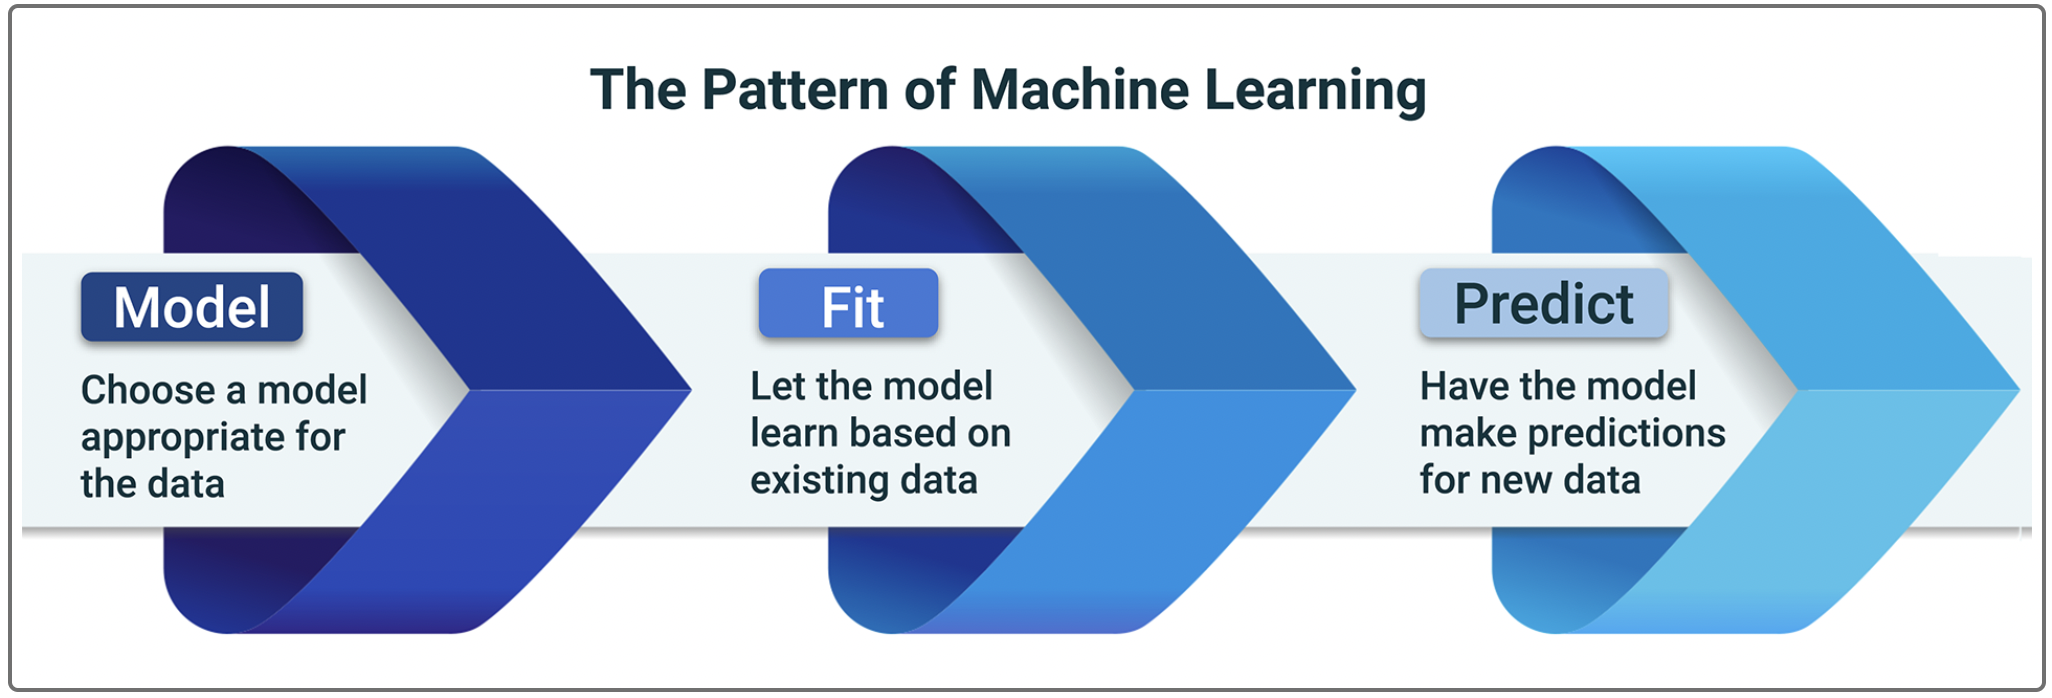 The Pattern of Machine Learning
Model
Choose a model
appropriate for
the data
Fit
Let the model
learn based on
existing data
Predict
Have the model
make predictions
for new data